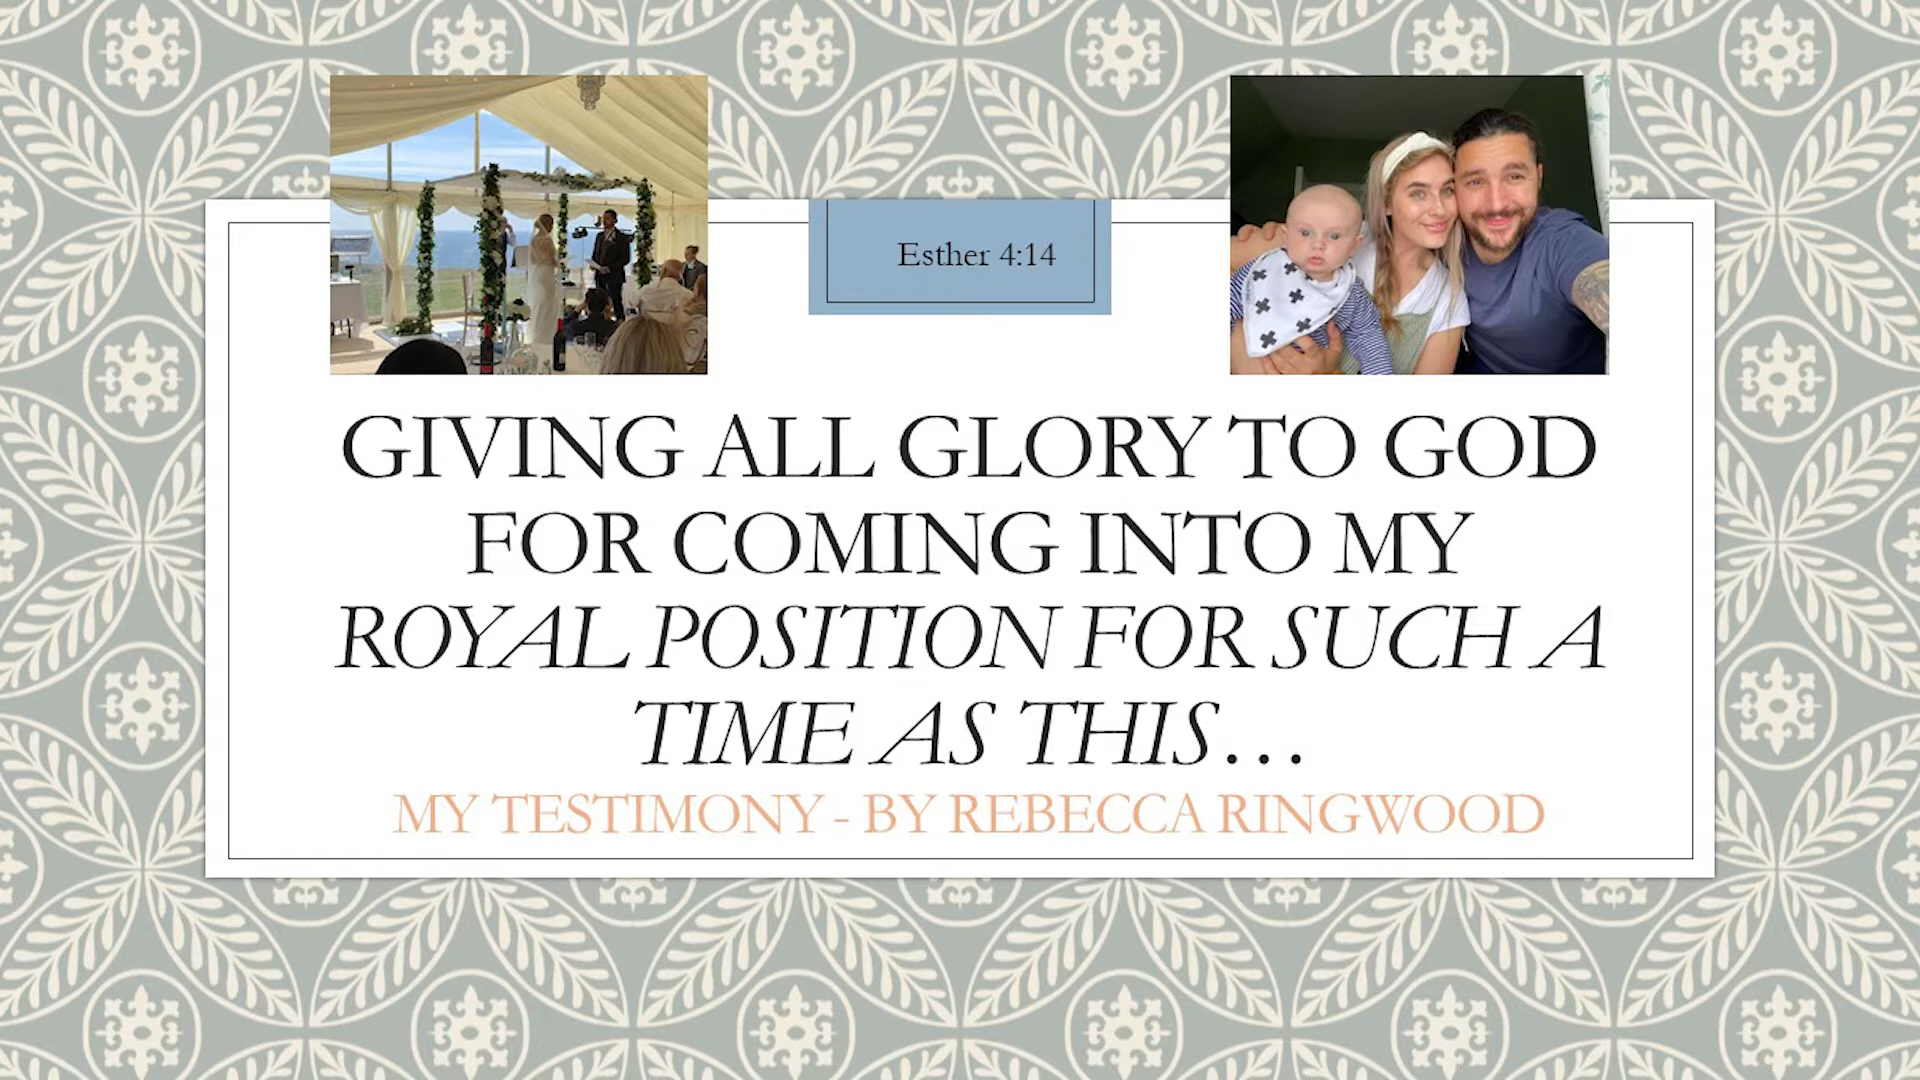 Esther 4:14
GIVING ALL GLORY TO GOD
FOR COMING INTO MY
ROYAL POSITION FOR SUCH A
TIME AS THIS…
MY TESTIMONY - BY REBECCA RINGWOOD